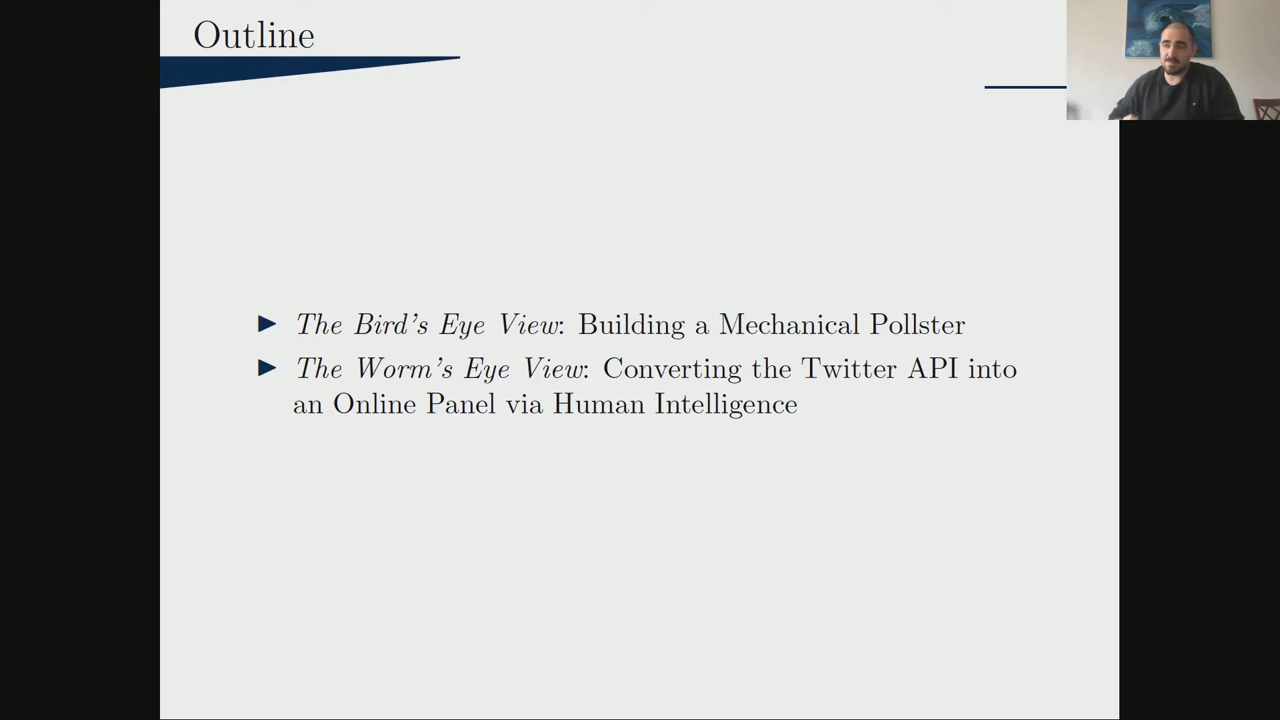 Outline
The Bird's Eye View: Building a Mechanical Pollster
The Worm's Eye View: Converting the Twitter API into
an Online Panel via Human Intelligence